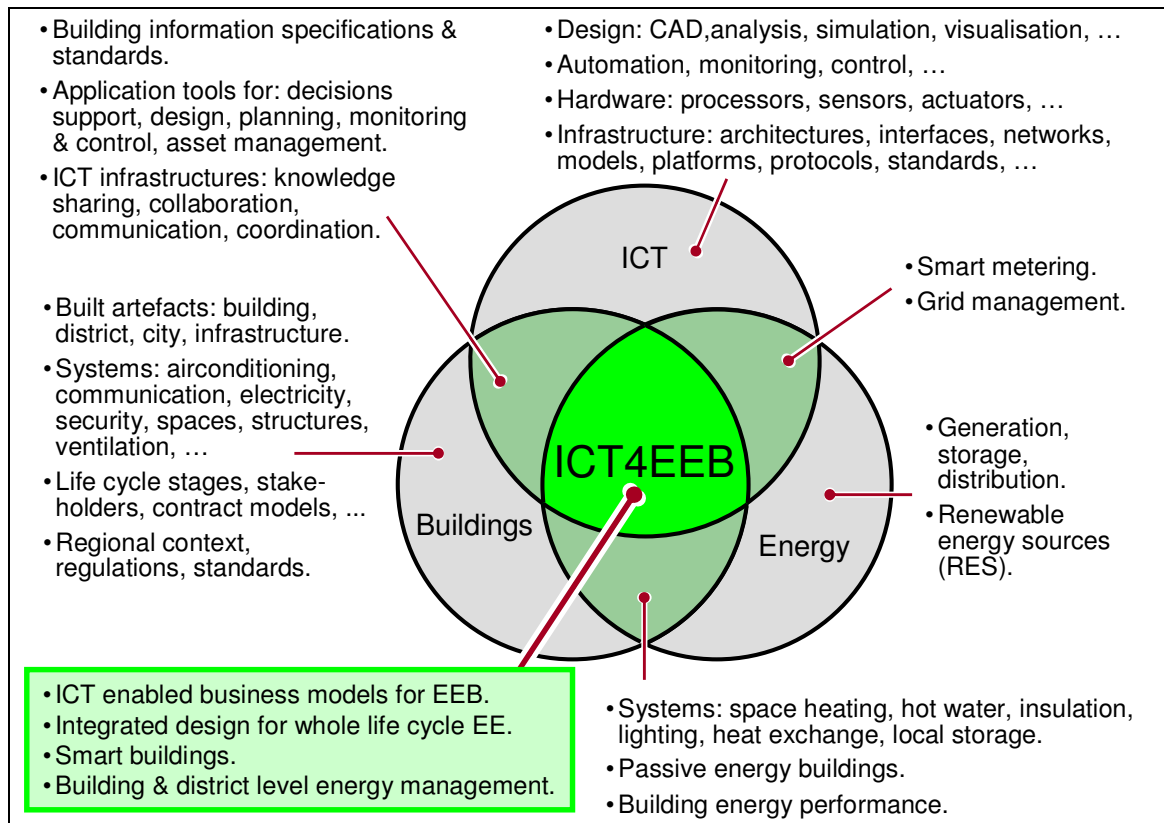 • Building information specifications &
standards.
• Application tools for: decisions
support, design, planning, monitoring
& control, asset management.
• ICT infrastructures: knowledge
sharing, collaboration,
communication, coordination.
• Design: CAD,analysis, simulation, visualisation, …
• Automation, monitoring, control, …
• Hardware: processors, sensors, actuators, …
• Infrastructure: architectures, interfaces, networks,
models, platforms, protocols, standards, …
ICT
• Smart metering.
• Grid management.
• Built artefacts: building,
district, city, infrastructure.
• Systems: airconditioning,
communication, electricity,
security, spaces, structures,
ventilation, …
• Life cycle stages, stake-
holders, contract models, ...
• Regional context,
regulations, standards.
ICT4EEB
Buildings
Energy
• Generation,
storage,
distribution.
• Renewable
energy sources
(RES).
• ICT enabled business models for EEB.
• Integrated design for whole life cycle EE.
• Smart buildings.
• Building & district level energy management.
• Systems: space heating, hot water, insulation,
lighting, heat exchange, local storage.
• Passive energy buildings.
• Building energy performance.